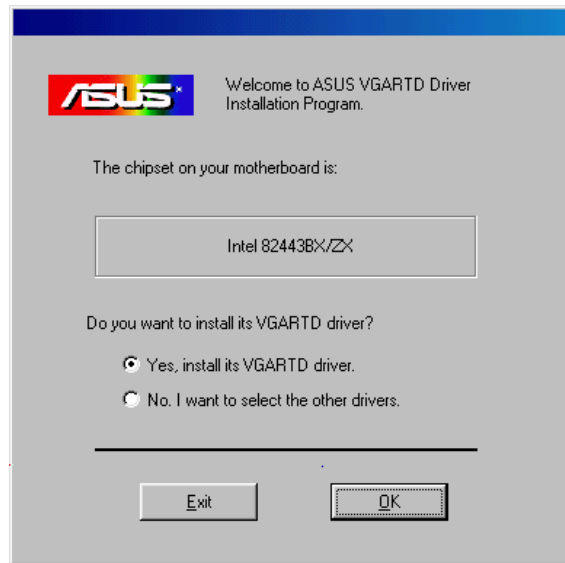 ASUS
Welcome to ASUS VGARTD Driver
Installation Program.
The chipset on your motherboard is:
Intel 82443BX/ZX
Do you want to install its VGARTD driver?
Yes, install its VGARTD driver.
No. I want to select the other drivers.
Exit
OK